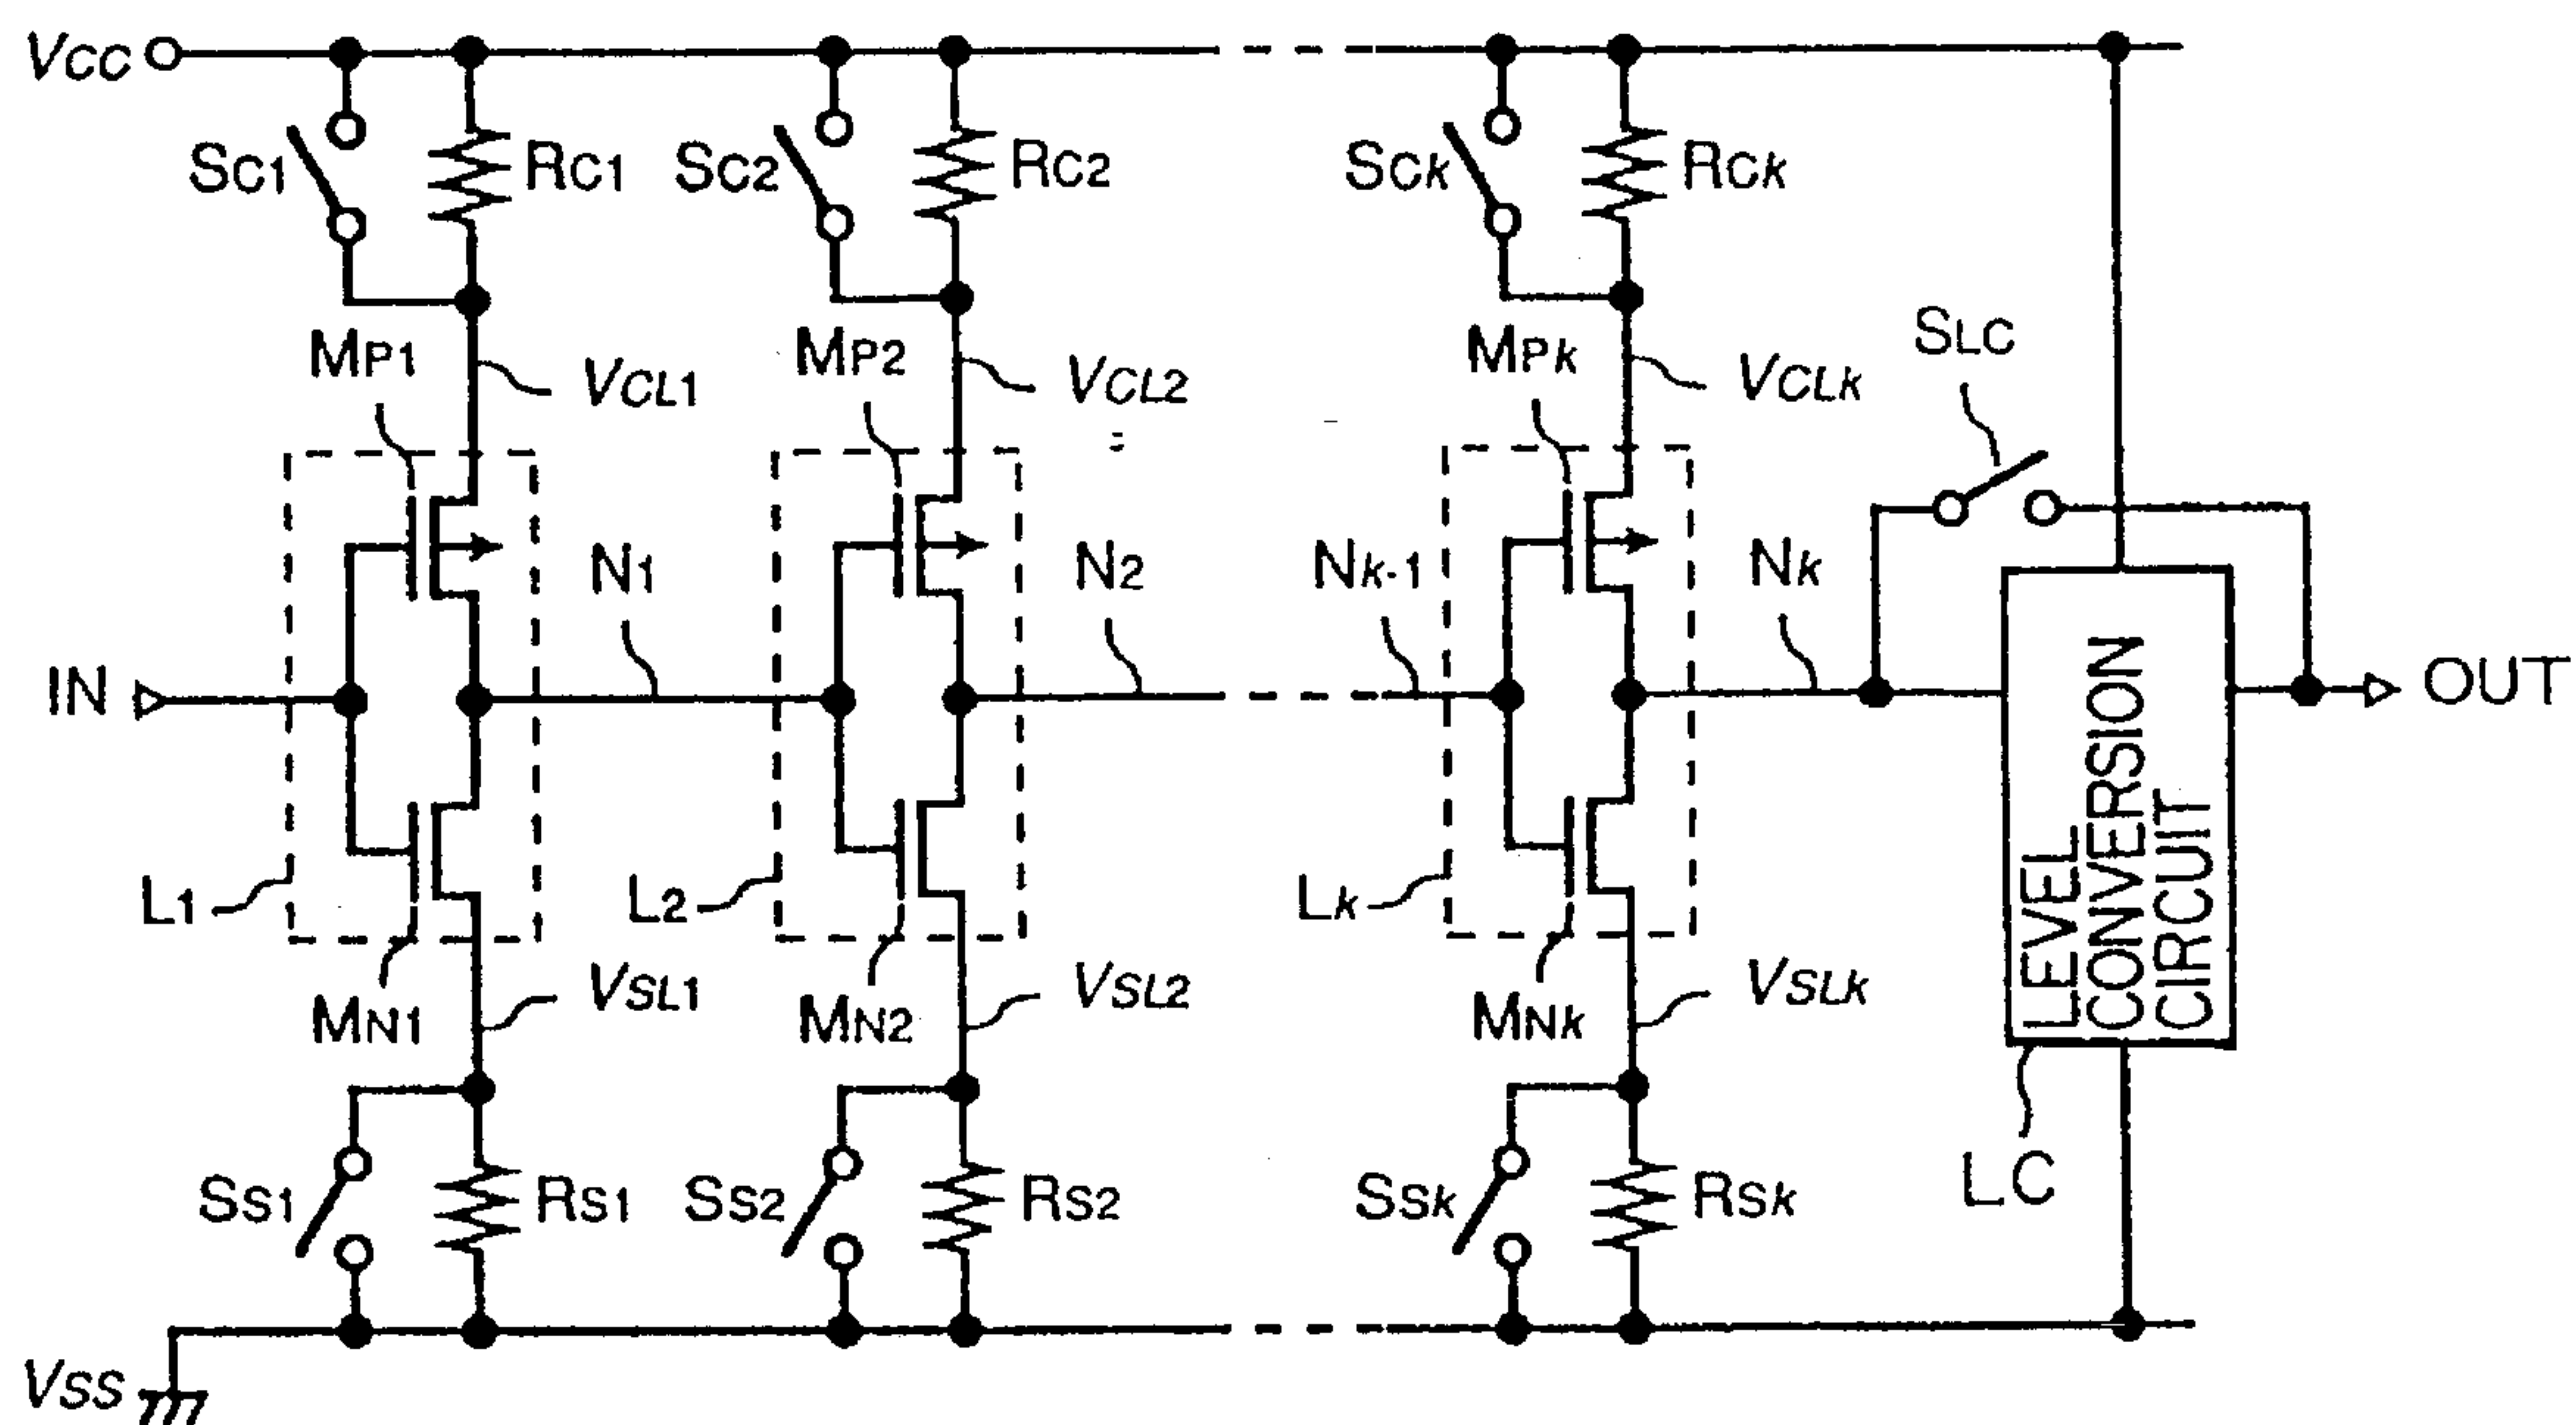 VCC
SC1
RC1
SC2
RC2
SCk
RCk
MP1
VCL1
MP2
VCL2
MPk
VCLk
SLC
IN
N1
N2
Nk-1
Nk
OUT
LEVEL
CONVERSION
CIRCUIT
L1
L2
Lk
MN1
VSL1
MN2
VSL2
MNk
VSLk
LC
SS1
RS1
SS2
RS2
SSk
RSk
VSS